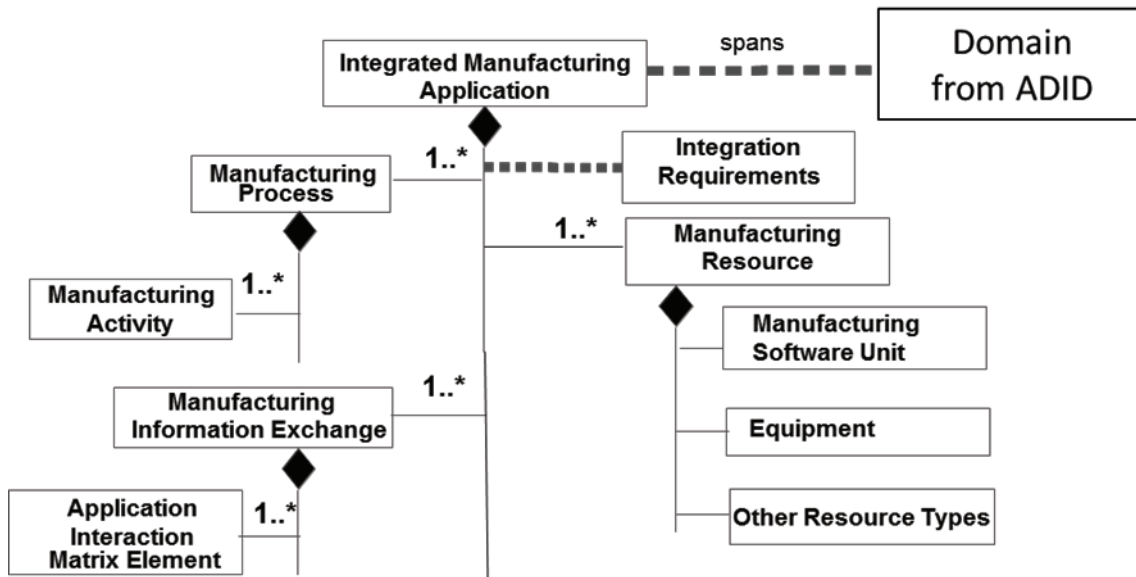 spans
Domain
from ADID
Integrated Manufacturing
Application
1..*
Integration
Requirements
Manufacturing
Process
1..*
Manufacturing
Resource
1..*
Manufacturing
Activity
Manufacturing
Software Unit
1..*
Manufacturing
Information Exchange
Equipment
1..*
Application
Interaction
Matrix Element
Other Resource Types